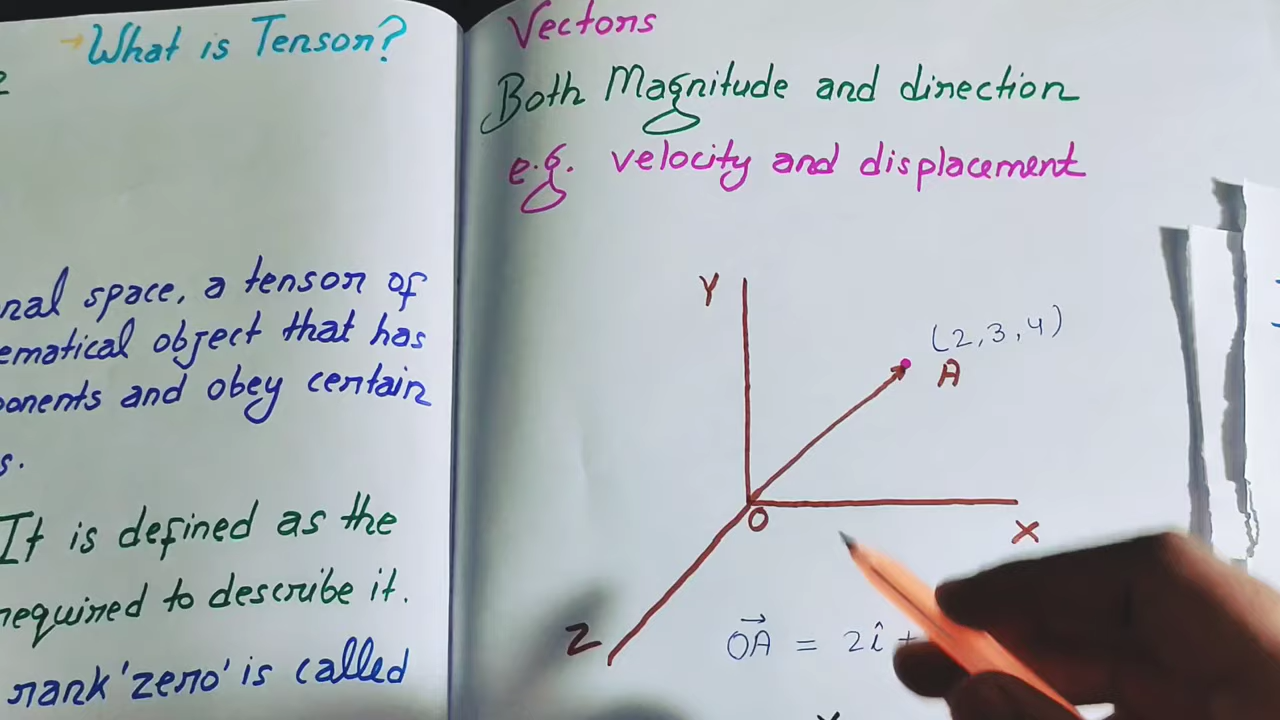 What is Tensor?
nal space, a tensor of
ematical object that has
onents and obey certain
s.
It is defined as the
required to describe it.
rank 'zero' is called
Vectors
Both Magnitude and direction
e.g. velocity and displacement
Y
(2,3,4)
A
O
X
Z
OA = 2î +